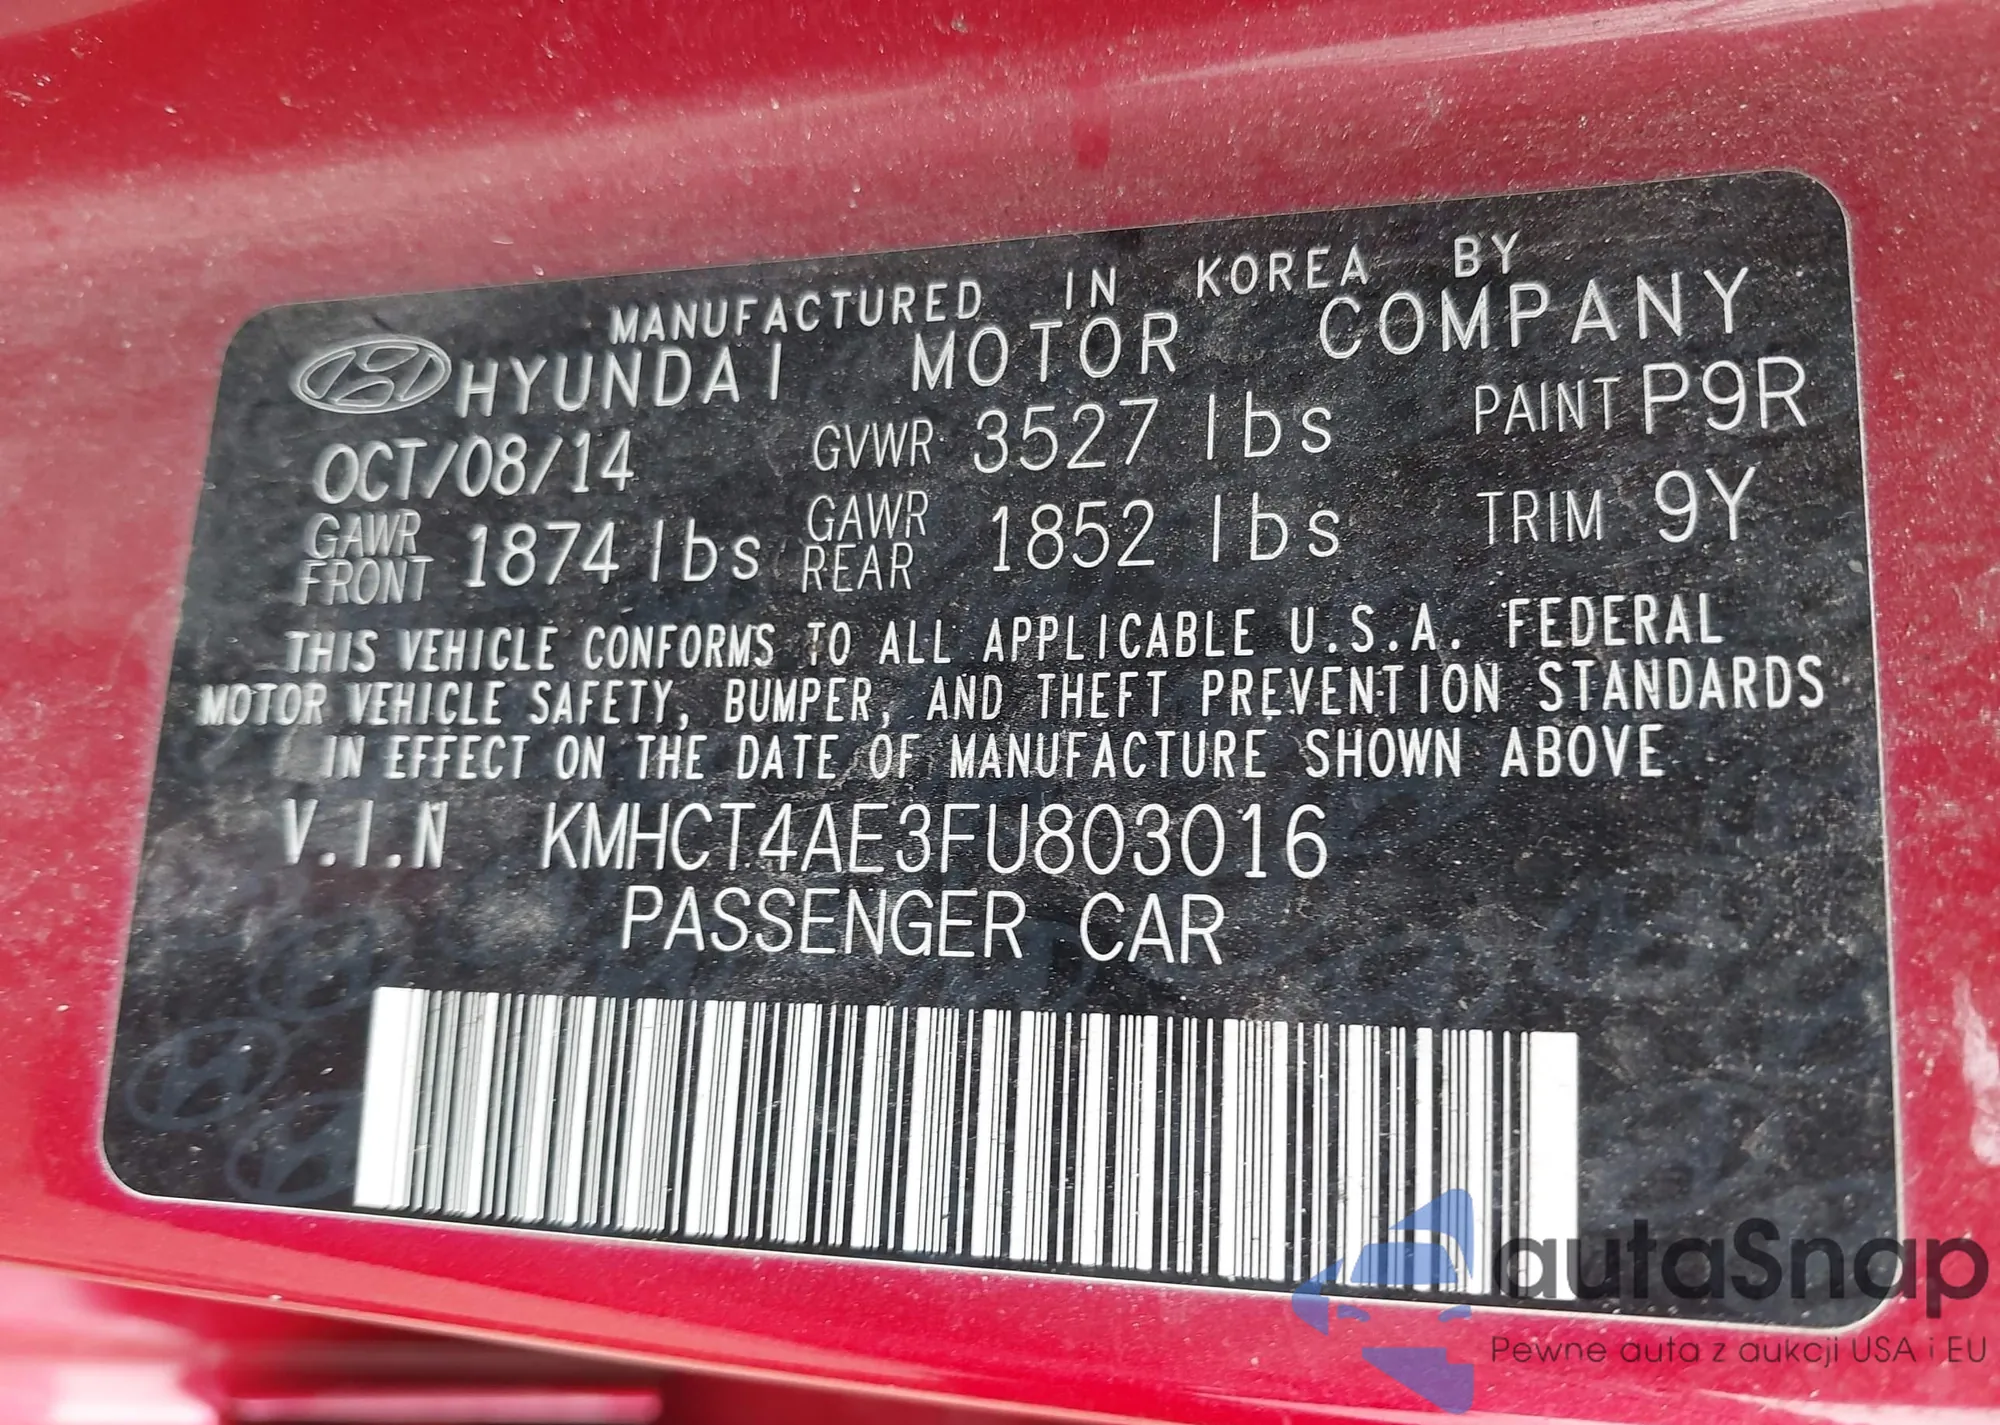 MANUFACTURED IN KOREA BY
HYUNDAI MOTOR COMPANY
OCT/08/14 GVWR 3527 lbs PAINT P9R
GAWR FRONT 1874 lbs GAWR REAR 1852 lbs TRIM 9Y
THIS VEHICLE CONFORMS TO ALL APPLICABLE U.S.A. FEDERAL
MOTOR VEHICLE SAFETY, BUMPER, AND THEFT PREVENTION STANDARDS
IN EFFECT ON THE DATE OF MANUFACTURE SHOWN ABOVE
V.I.N KMHCT4AE3FU803016
PASSENGER CAR
autaSnap
Pewne auta z aukcji USA i EU